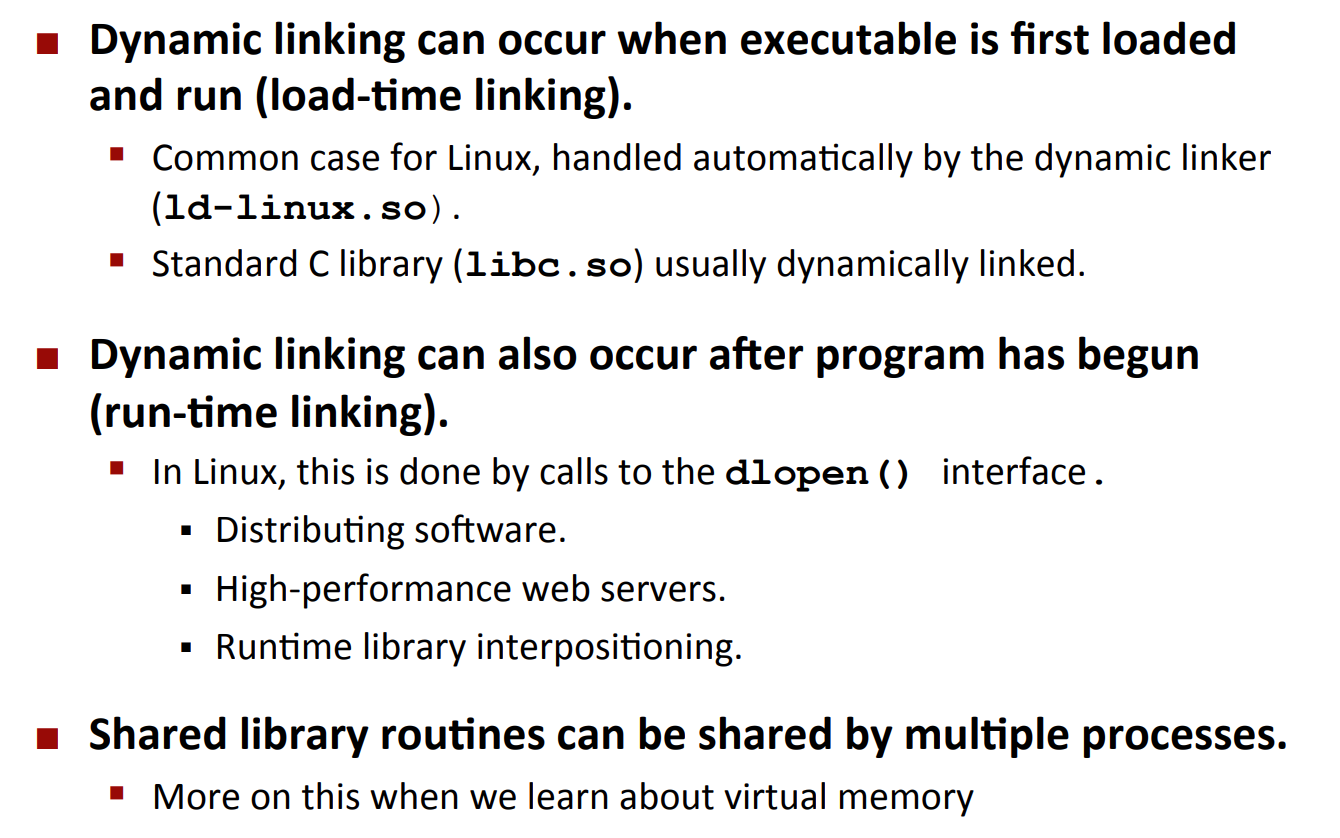 ■ Dynamic linking can occur when executable is first loaded
and run (load-time linking).
▪ Common case for Linux, handled automatically by the dynamic linker
(ld-linux.so).
▪ Standard C library (libc.so) usually dynamically linked.
■ Dynamic linking can also occur after program has begun
(run-time linking).
▪ In Linux, this is done by calls to the dlopen() interface.
▪ Distributing software.
▪ High-performance web servers.
▪ Runtime library interpositioning.
■ Shared library routines can be shared by multiple processes.
▪ More on this when we learn about virtual memory